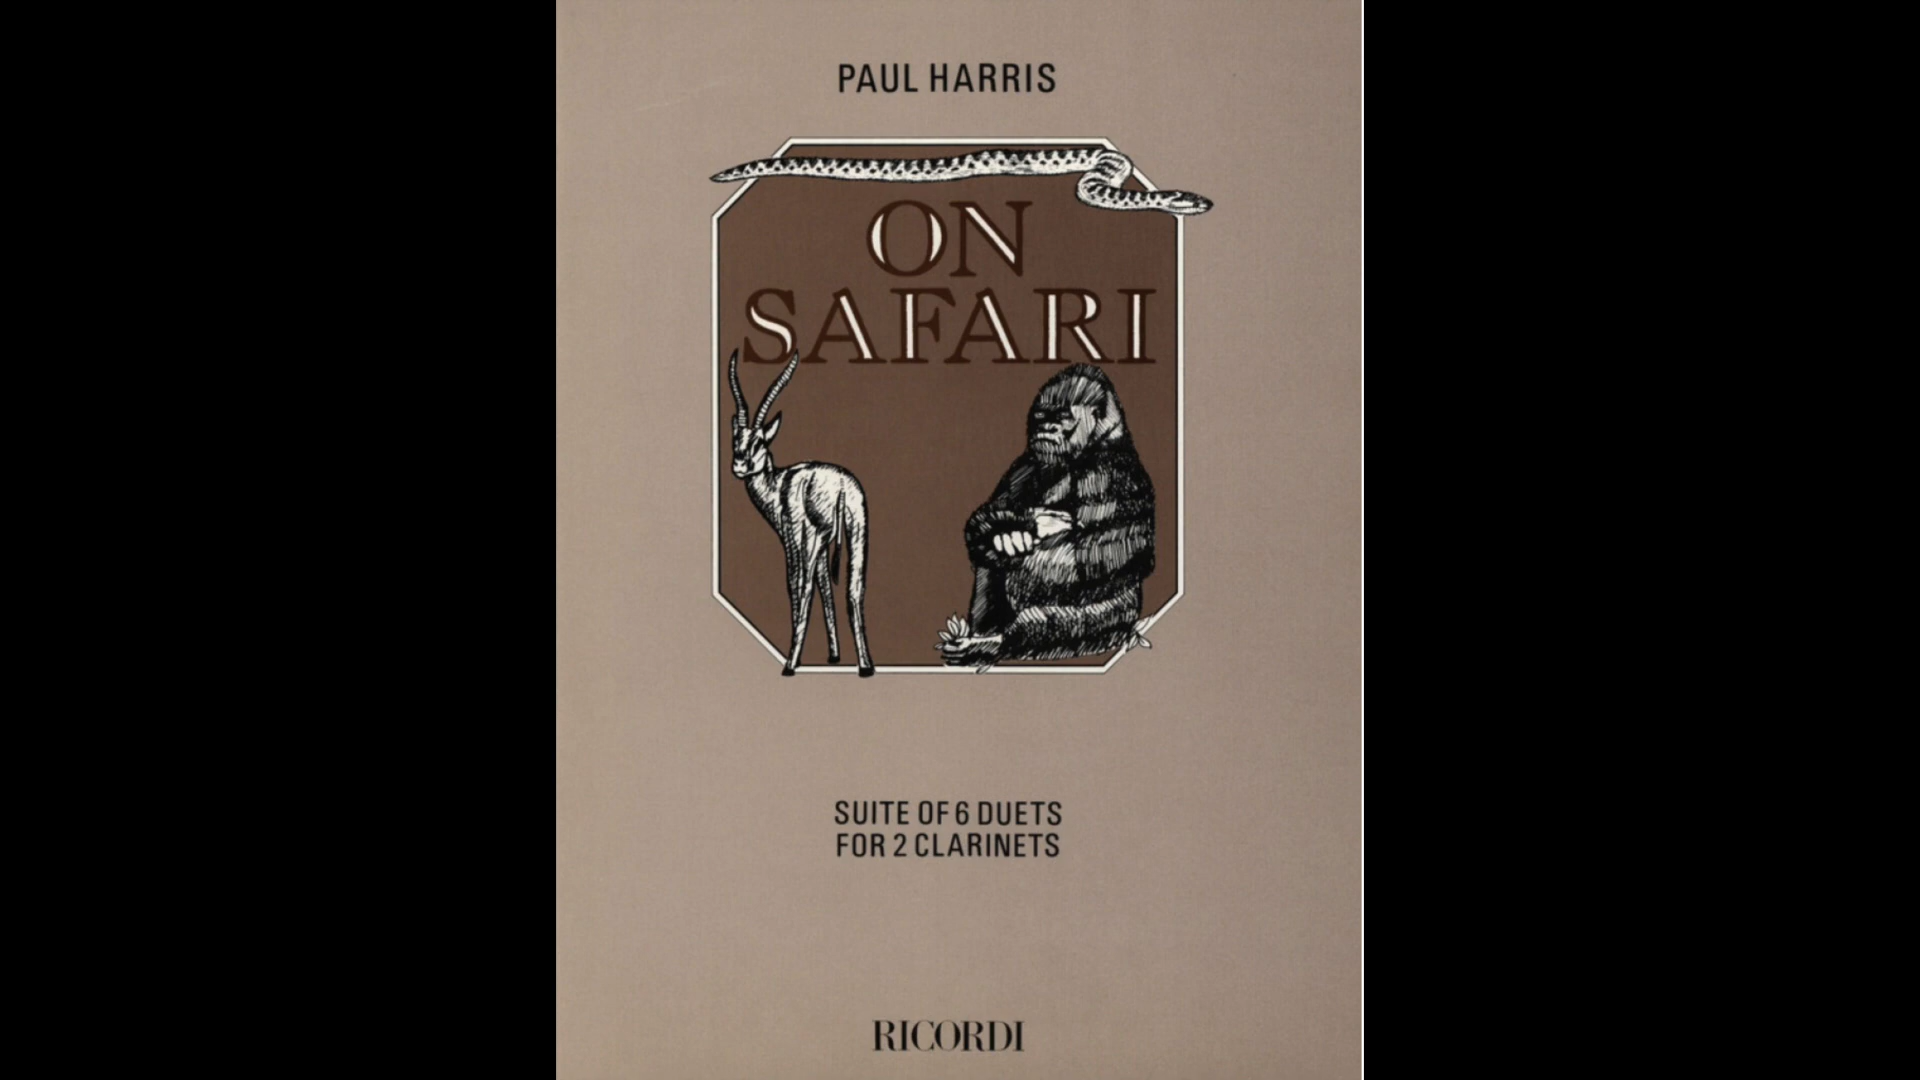 PAUL HARRIS
ON
SAFARI
SUITE OF 6 DUETS
FOR 2 CLARINETS
RICORDI